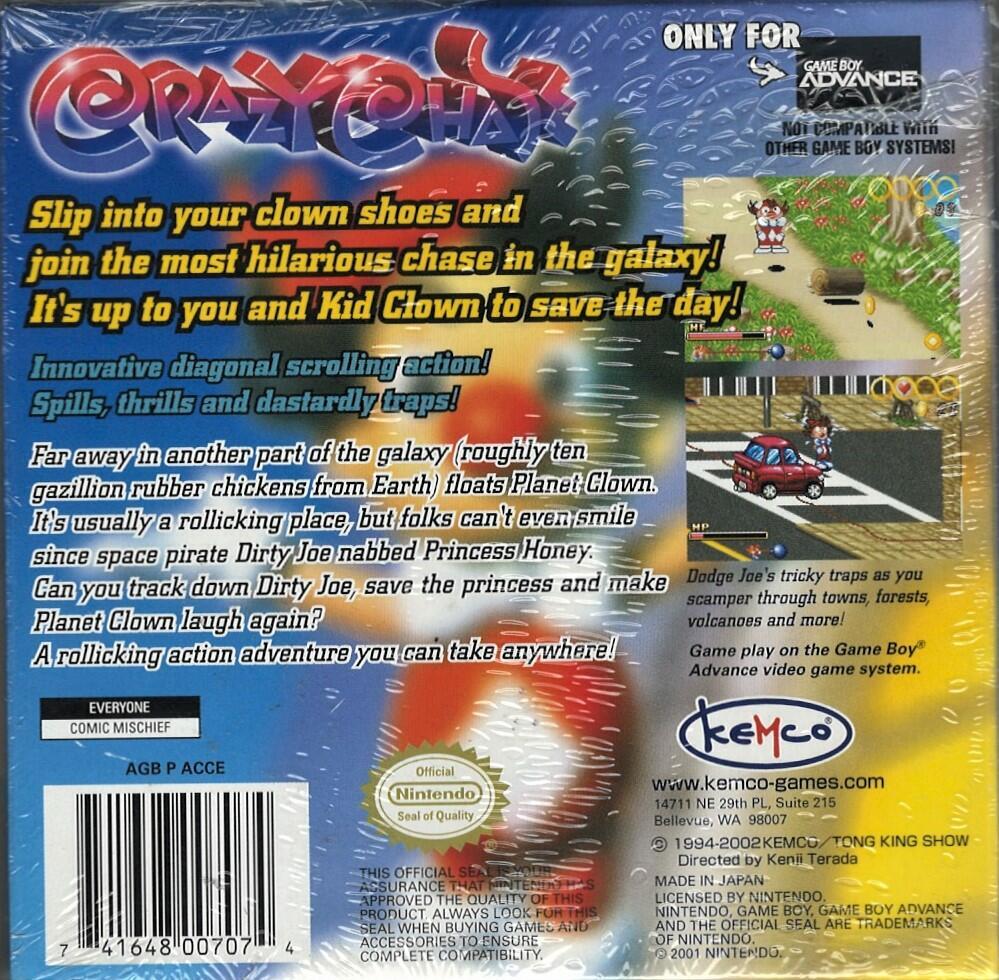 CRAZY CHASE
ONLY FOR
GAME BOY
ADVANCE
NOT COMPATIBLE WITH
OTHER GAME BOY SYSTEMS!
Slip into your clown shoes and
join the most hilarious chase in the galaxy!
It's up to you and Kid Clown to save the day!
Innovative diagonal scrolling action!
Spills, thrills and dastardly traps!
Far away in another part of the galaxy (roughly ten
gazillion rubber chickens from Earth) floats Planet Clown.
It's usually a rollicking place, but folks can't even smile
since space pirate Dirty Joe nabbed Princess Honey.
Can you track down Dirty Joe, save the princess and make
Planet Clown laugh again?
A rollicking action adventure you can take anywhere!
HP
HP
Dodge Joe's tricky traps as you
scamper through towns, forests,
volcanoes and more!
Game play on the Game Boy®
Advance video game system.
EVERYONE
COMIC MISCHIEF
AGB P ACCE
7 41648 00707 4
Official
Nintendo
Seal of Quality
®
THIS OFFICIAL SEAL IS YOUR
ASSURANCE THAT NINTENDO HAS
APPROVED THE QUALITY OF THIS
PRODUCT. ALWAYS LOOK FOR THIS
SEAL WHEN BUYING GAMES AND
ACCESSORIES TO ENSURE
COMPLETE COMPATIBILITY.
KEMCO®
www.kemco-games.com
14711 NE 29th PL, Suite 215
Bellevue, WA 98007
© 1994-2002 KEMCO/TONG KING SHOW
Directed by Kenji Terada
MADE IN JAPAN
LICENSED BY NINTENDO.
NINTENDO, GAME BOY, GAME BOY ADVANCE
AND THE OFFICIAL SEAL ARE TRADEMARKS
OF NINTENDO.
© 2001 NINTENDO.